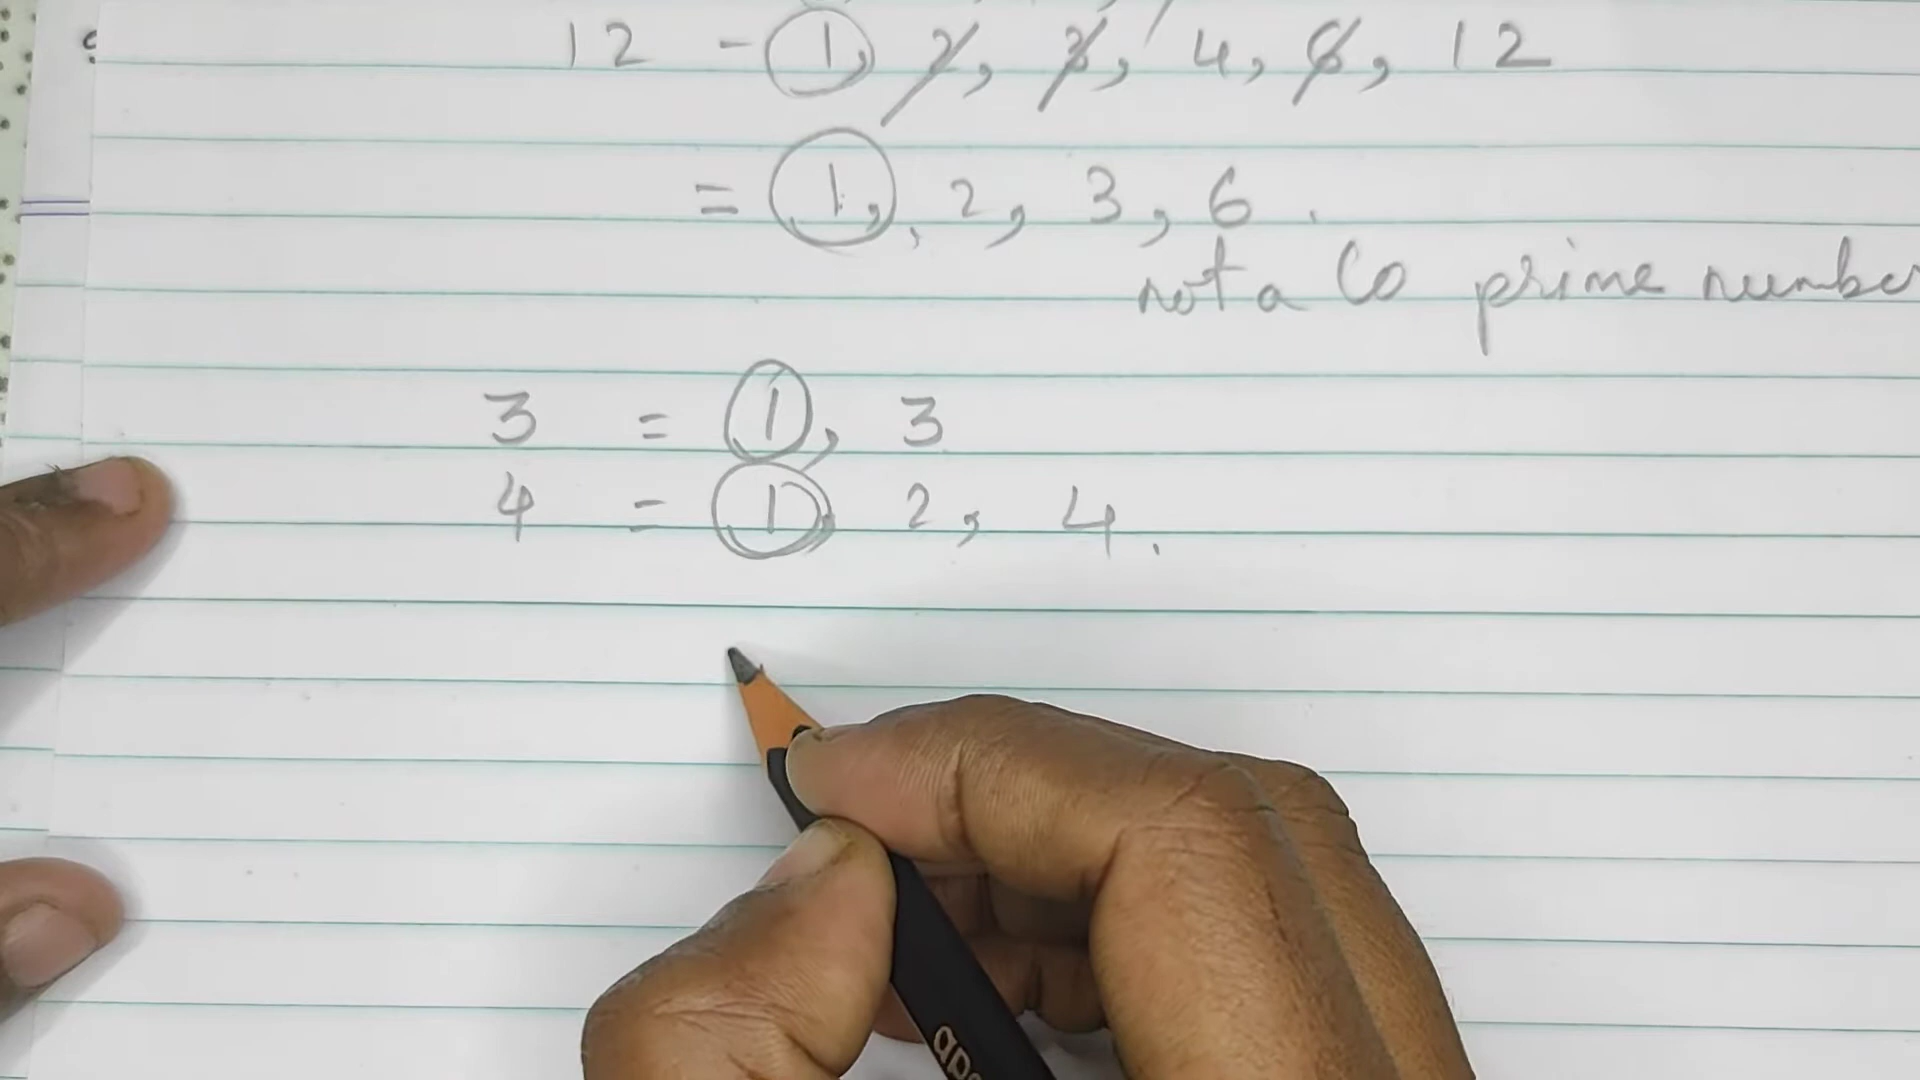 12 - 1, 2, 3, 4, 6, 12
= 1, 2, 3, 6.
not a Co prime number
3 = 1, 3
4 = 1, 2, 4.